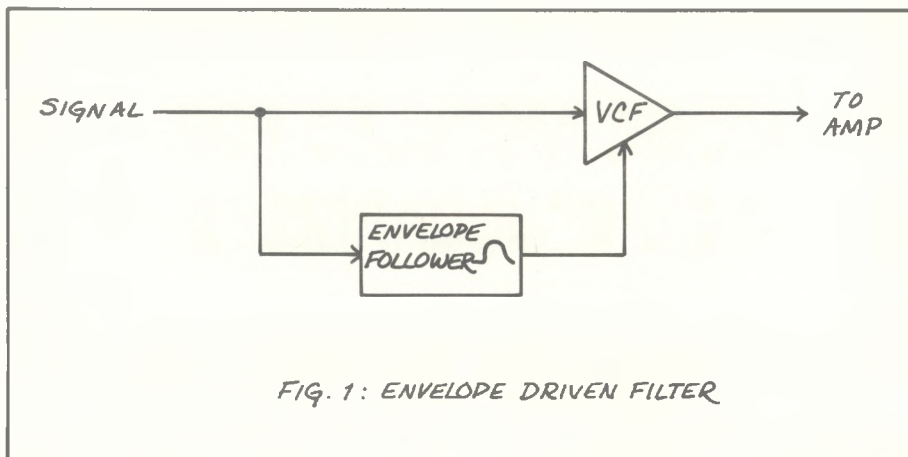 SIGNAL
VCF
TO
AMP
ENVELOPE
FOLLOWER
FIG. 1: ENVELOPE DRIVEN FILTER